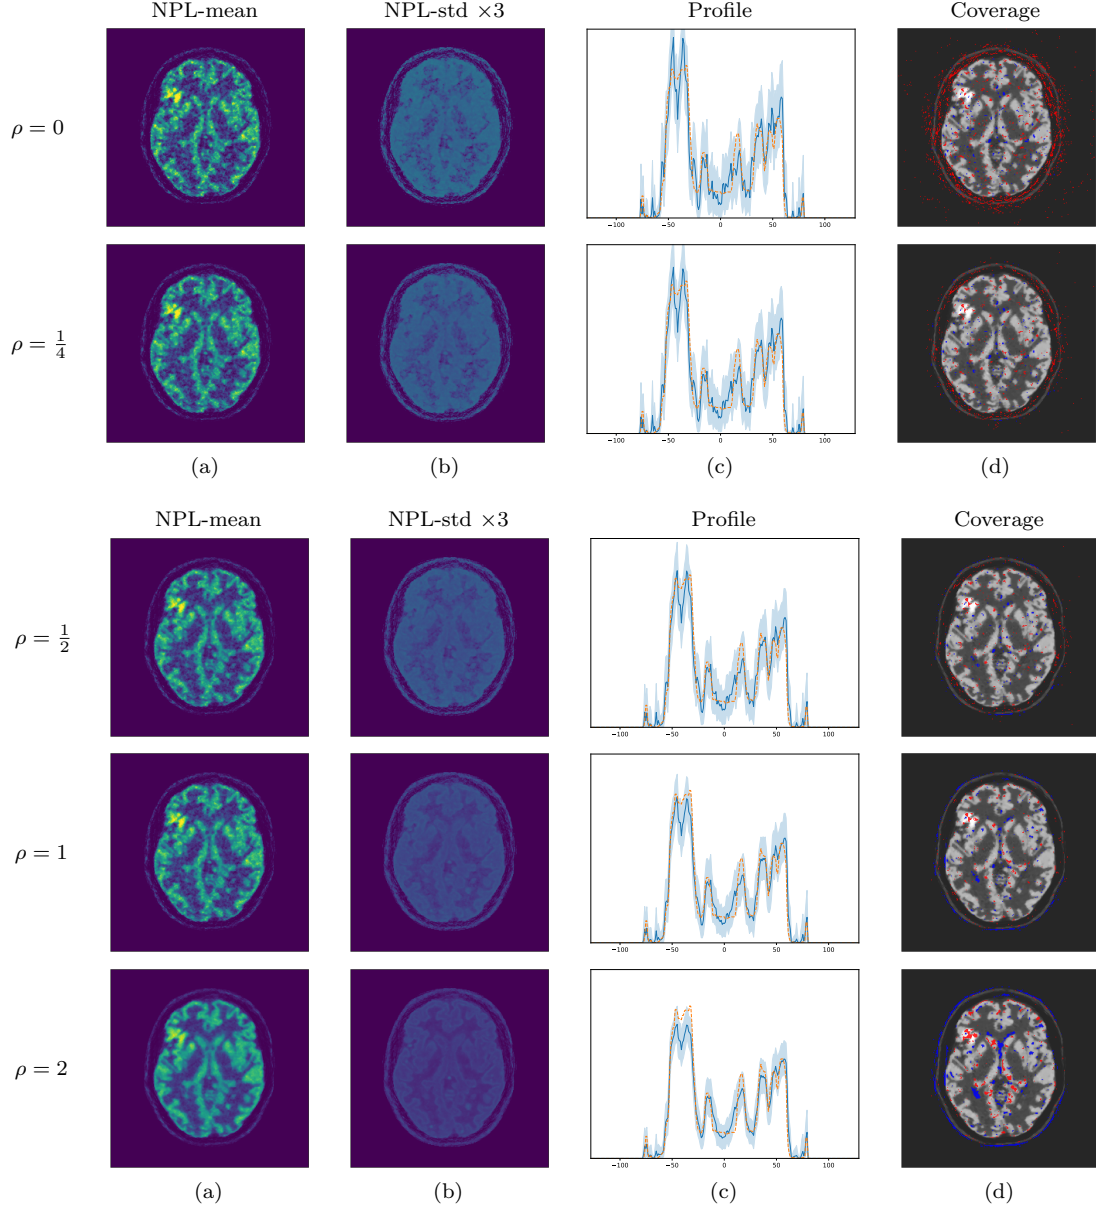 NPL-mean NPL-std ×3 Profile Coverage
ρ = 0
−100 −50 0 50 100
ρ = 1/4
−100 −50 0 50 100
(a) (b) (c) (d)
NPL-mean NPL-std ×3 Profile Coverage
ρ = 1/2
−100 −50 0 50 100
ρ = 1
−100 −50 0 50 100
ρ = 2
−100 −50 0 50 100
(a) (b) (c) (d)